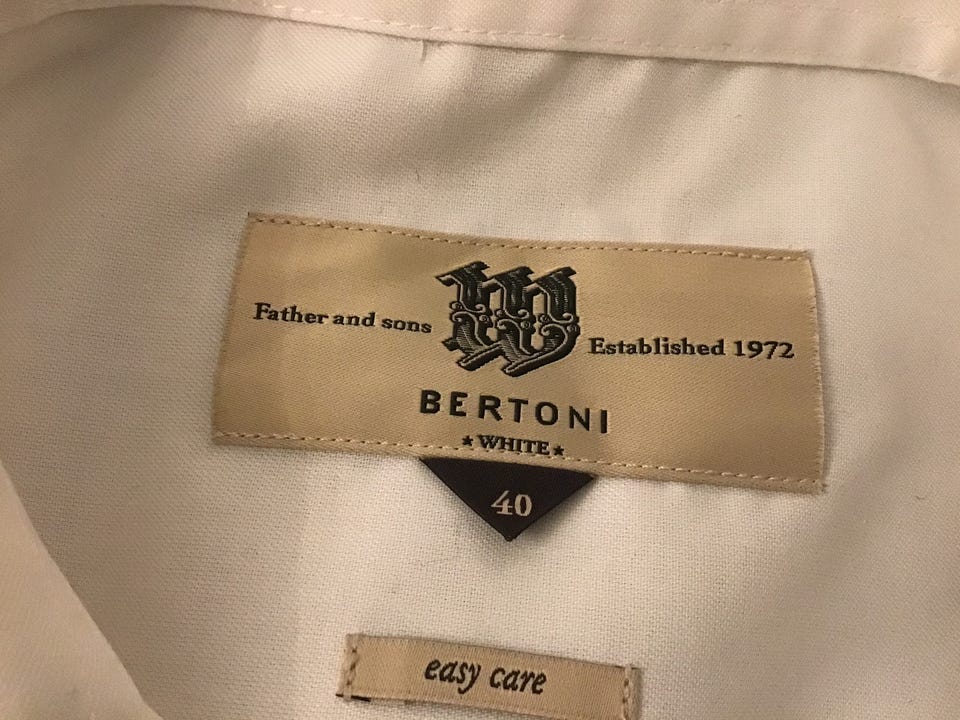 Father and sons
Established 1972
BERTONI
★ WHITE ★
40
easy care